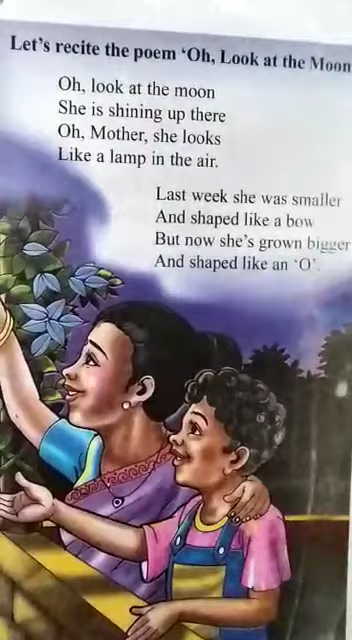 Let's recite the poem ‘Oh, Look at the Moon
Oh, look at the moon
She is shining up there
Oh, Mother, she looks
Like a lamp in the air.
Last week she was smaller
And shaped like a bow
But now she's grown bigger
And shaped like an ‘O’.